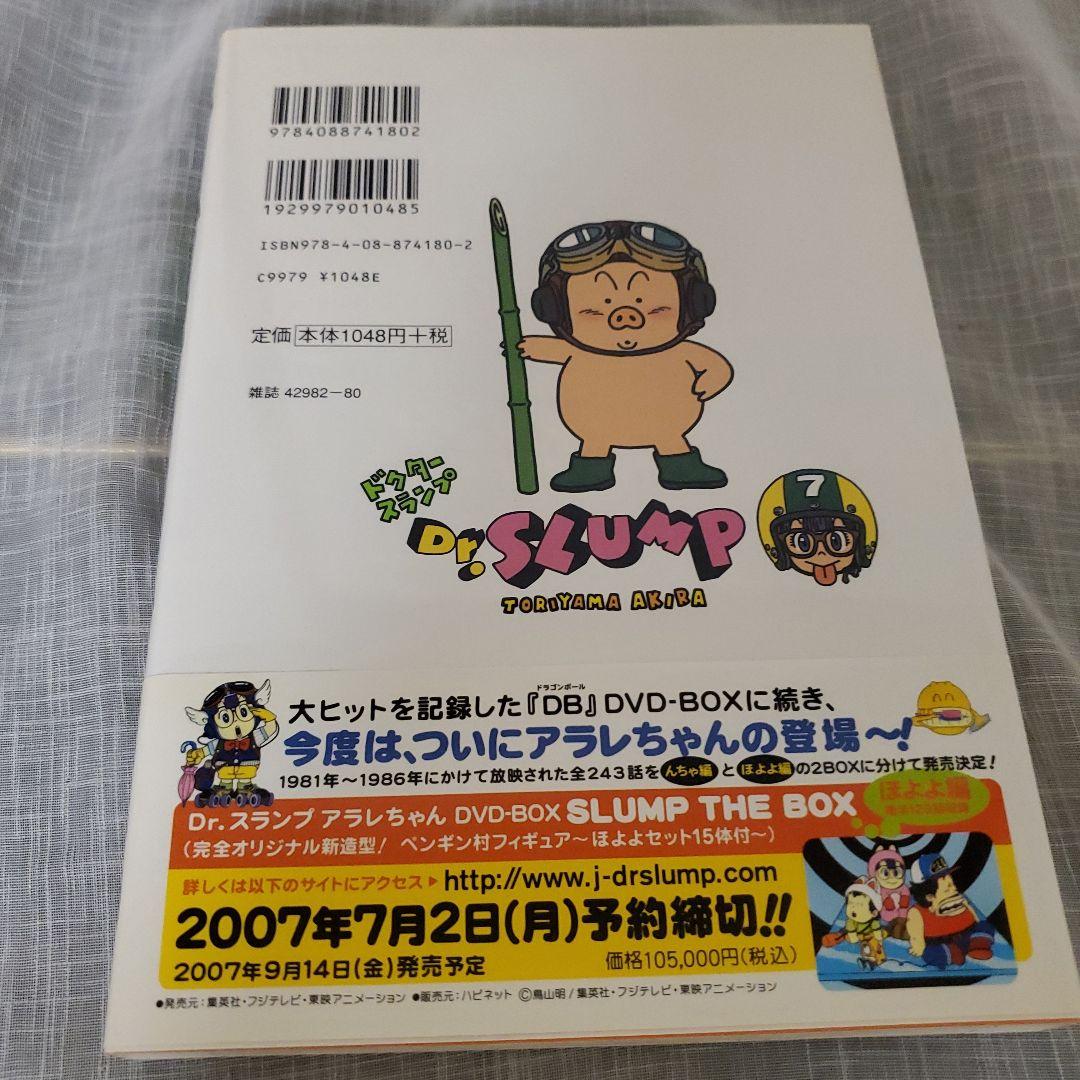 9784088741802
1929979010485
ISBN978-4-08-874180-2
C9979 ¥1048E
定価 本体1048円+税
雑誌 42982-80
ドクター
スランプ
Dr.SLUMP
7
TORIYAMA AKIRA
ドラゴンボール
大ヒットを記録した『DB』DVD-BOXに続き、
今度は、ついにアラレちゃんの登場〜!
1981年〜1986年にかけて放映された全243話をんちゃ編とほよよ編の2BOXに分けて発売決定!
Dr.スランプ アラレちゃん DVD-BOX SLUMP THE BOX
ほよよ編
(完全オリジナル新造型! ペンギン村フィギュア〜ほよよセット15体付〜)
詳しくは以下のサイトにアクセス▶http://www.j-drslump.com
2007年7月2日(月)予約締切!!
2007年9月14日(金)発売予定
価格105,000円(税込)
●発売元:集英社・フジテレビ・東映アニメーション ●販売元:ハピネット ©鳥山明/集英社・フジテレビ・東映アニメーション